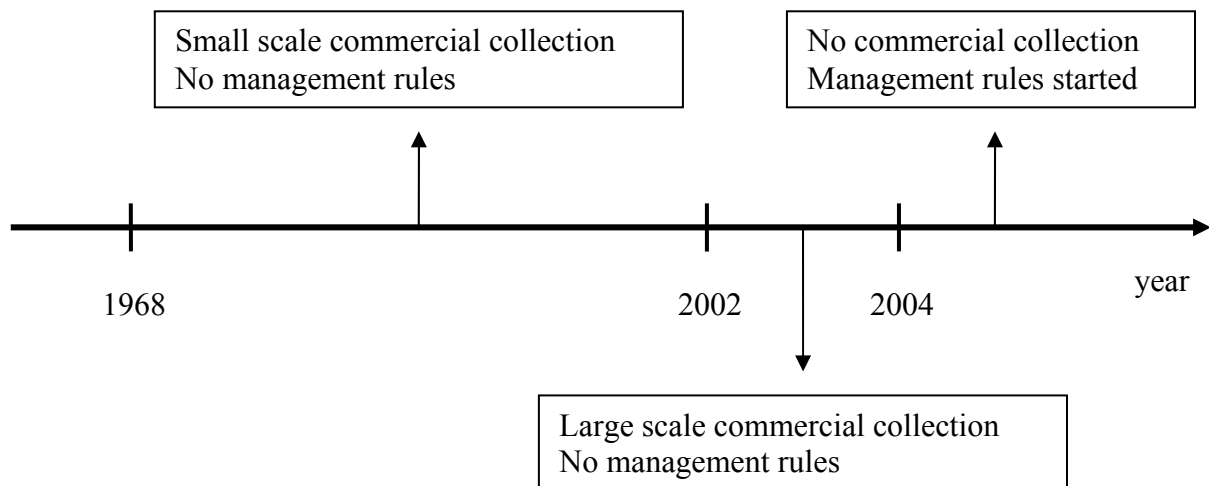 Small scale commercial collection
No management rules
No commercial collection
Management rules started
1968
2002
2004
year
Large scale commercial collection
No management rules